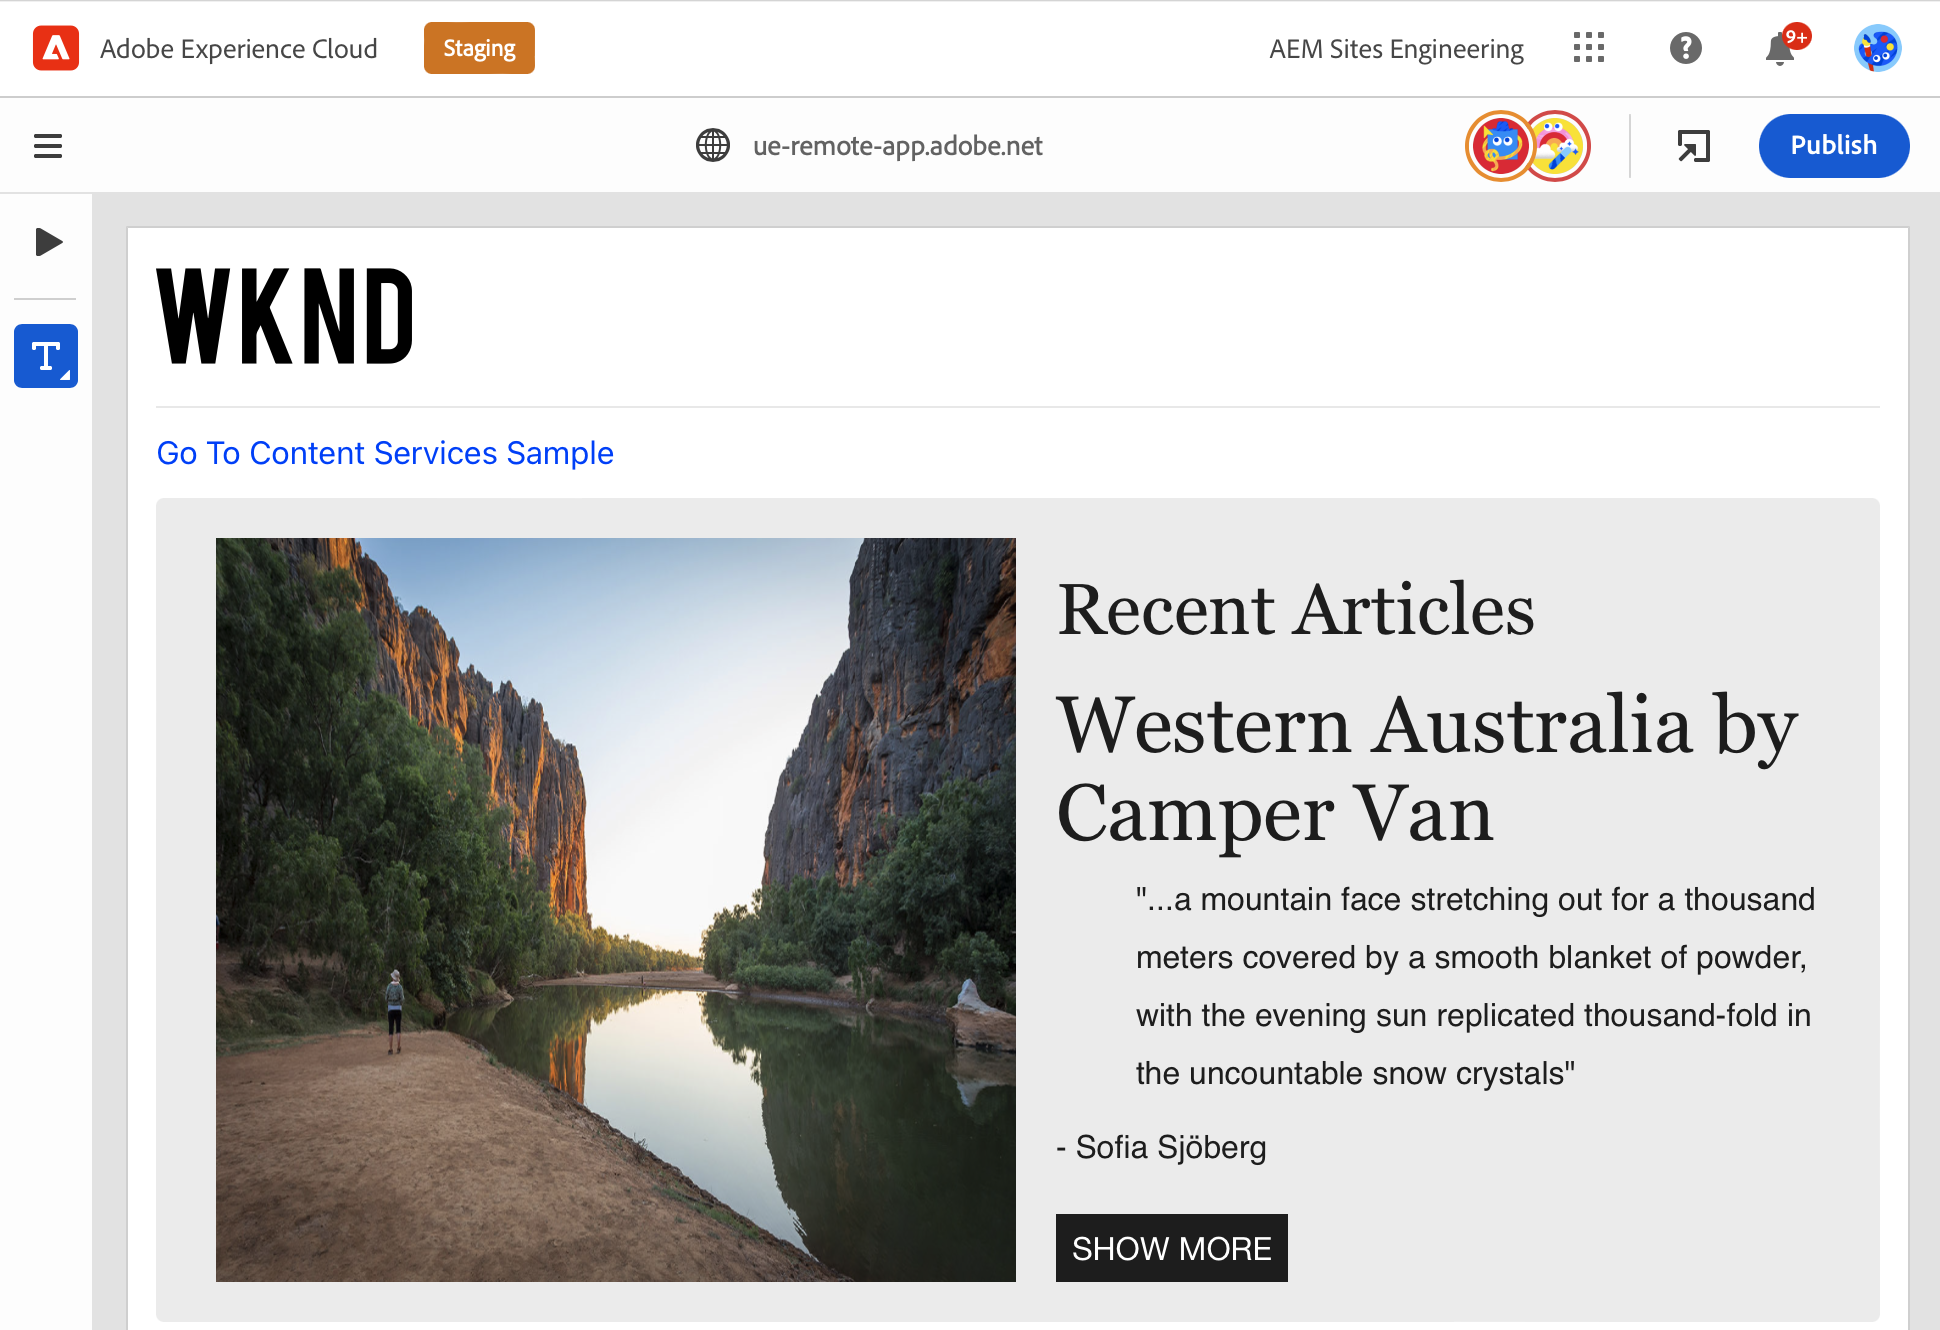 Adobe Experience Cloud
Staging
AEM Sites Engineering
9+
ue-remote-app.adobe.net
Publish
T
WKND
Go To Content Services Sample
Recent Articles
Western Australia by
Camper Van
"...a mountain face stretching out for a thousand
meters covered by a smooth blanket of powder,
with the evening sun replicated thousand-fold in
the uncountable snow crystals"
- Sofia Sjöberg
SHOW MORE